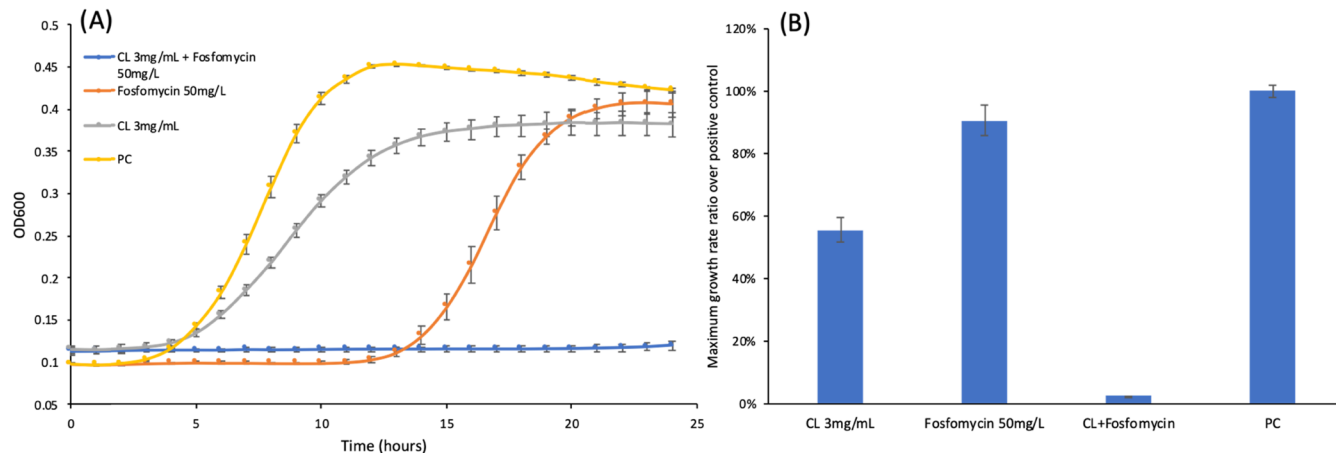 (A)
0.5
0.45
0.4
0.35
0.3
0.25
0.2
0.15
0.1
0.05
OD600
CL 3mg/mL + Fosfomycin
50mg/L
Fosfomycin 50mg/L
CL 3mg/mL
PC
0 5 10 15 20 25
Time (hours)
(B)
120%
100%
80%
60%
40%
20%
0%
Maximum growth rate ratio over positive control
CL 3mg/mL Fosfomycin 50mg/L CL+Fosfomycin PC